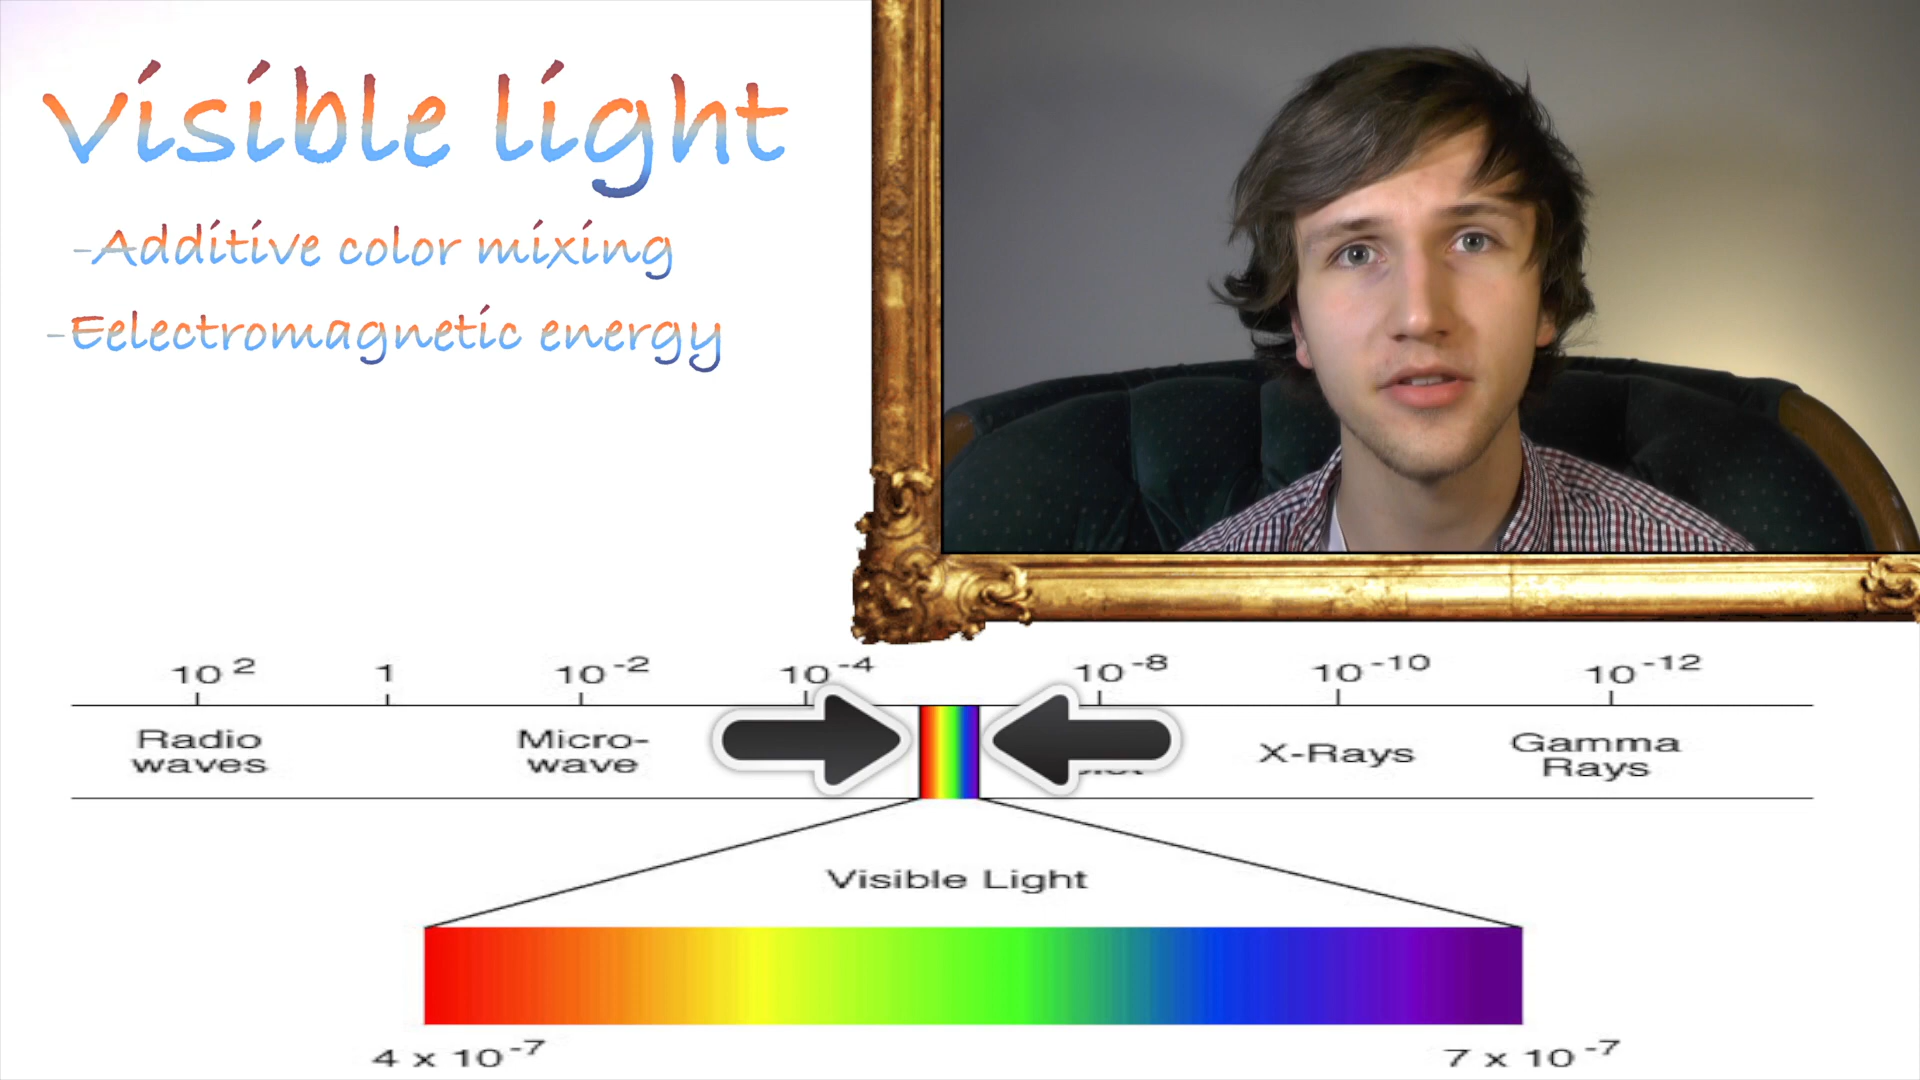 Visible light
-Additive color mixing
-Eelectromagnetic energy
10 2 1 10 -2 10 -4 10 -8 10 -10 10 -12
Radio
waves
Micro-
wave
X-Rays
Gamma
Rays
Visible Light
4 x 10 -7 7 x 10 -7